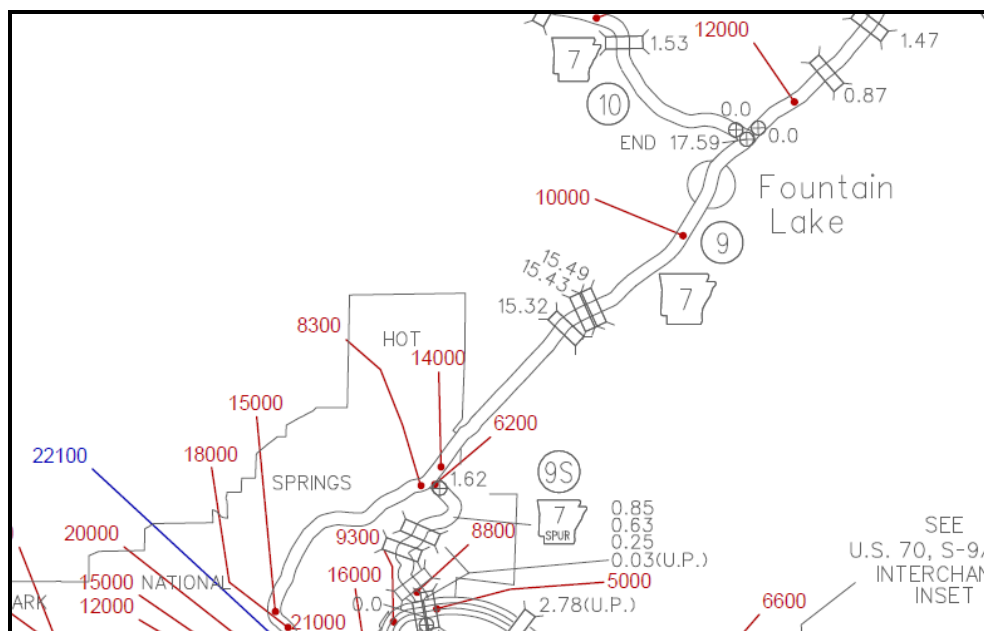 12000
1.53
1.47
7
0.87
10
0.0
END 17.59
0.0
Fountain
Lake
10000
9
15.49
15.43
15.32
7
8300
HOT
14000
15000
6200
18000
22100
1.62
9S
SPRINGS
7
SPUR
0.85
0.63
0.25
0.03(U.P.)
SEE
U.S. 70, S-9/
INTERCHAN
INSET
20000
9300
8800
15000
NATIONAL
16000
5000
ARK
12000
0.0
2.78(U.P.)
6600
21000